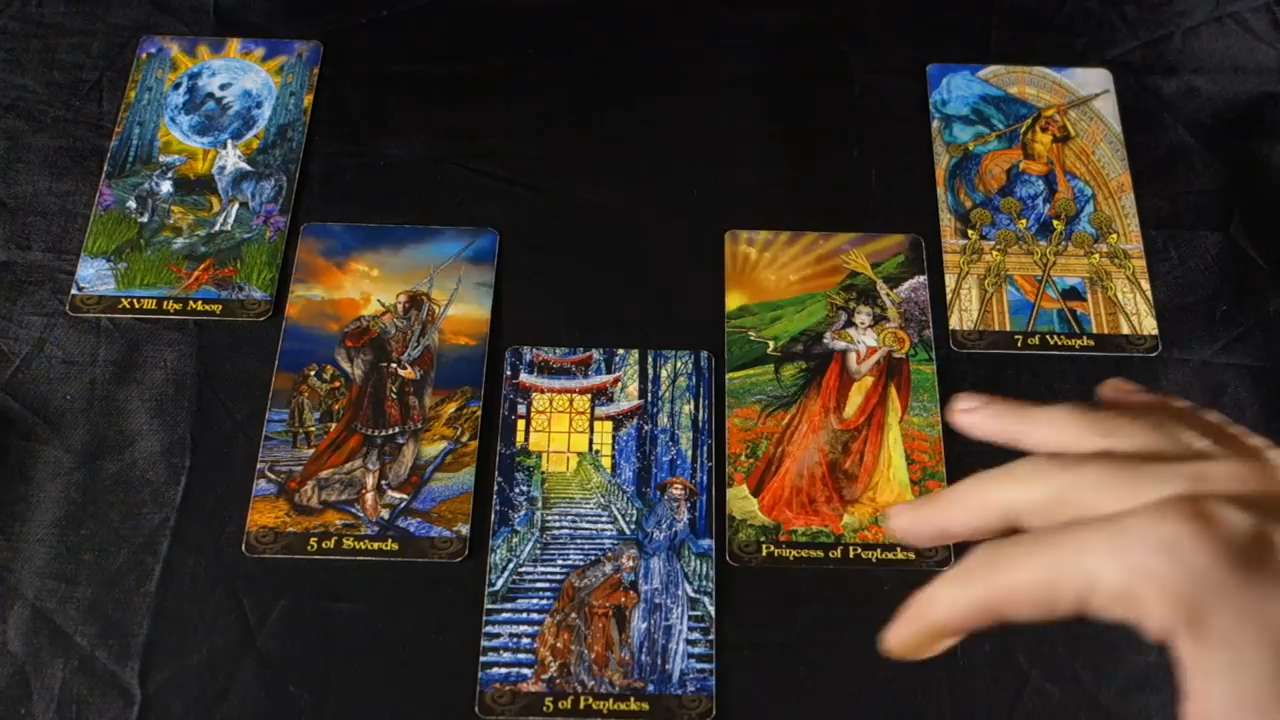 XVIII. the Moon
5 of Swords
5 of Pentacles
Princess of Pentacles
7 of Wands